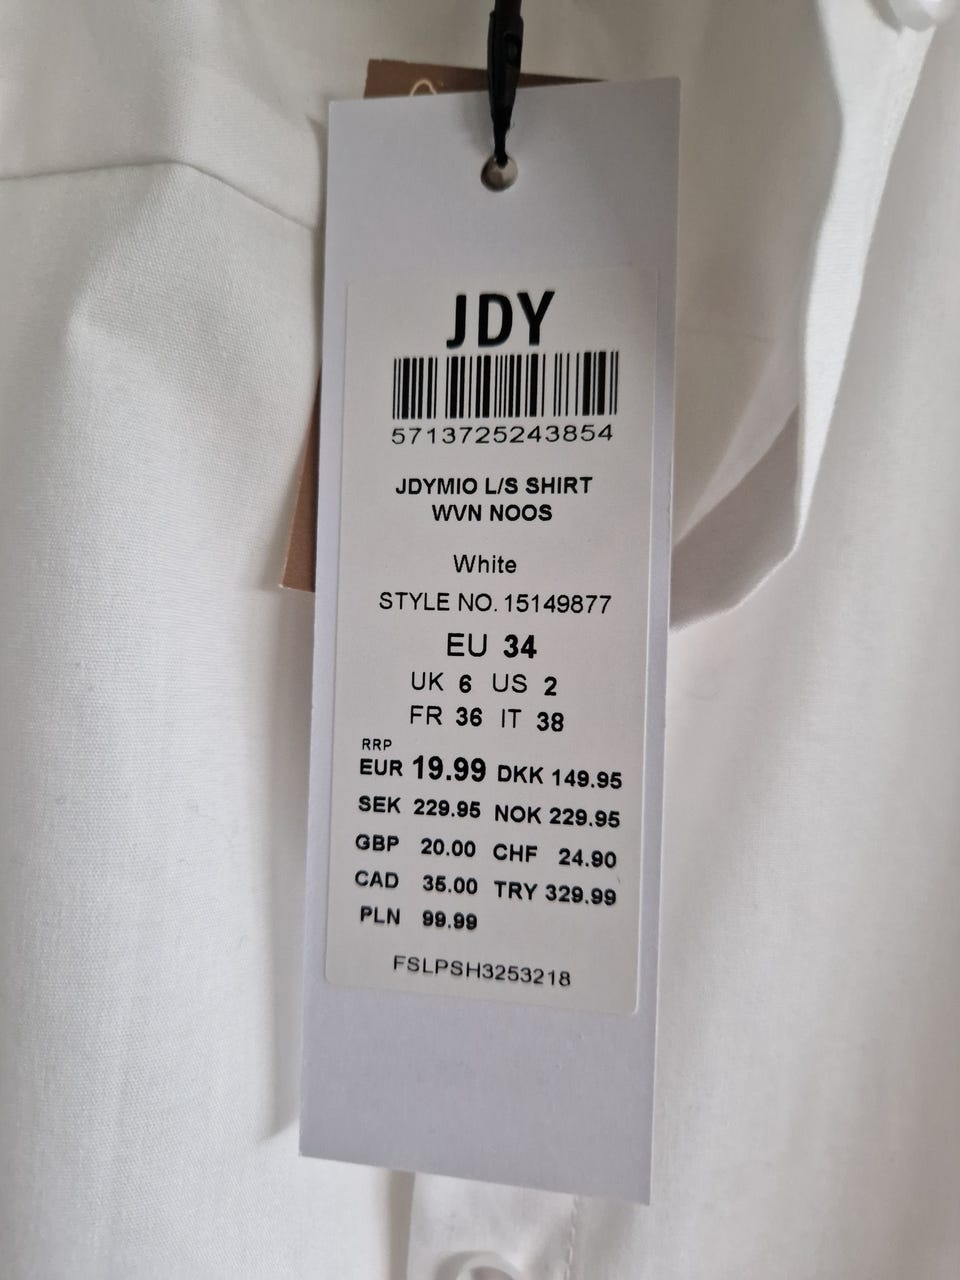 JDY
5713725243854
JDYMIO L/S SHIRT
WVN NOOS
White
STYLE NO. 15149877
EU 34
UK 6 US 2
FR 36 IT 38
RRP
EUR 19.99 DKK 149.95
SEK 229.95 NOK 229.95
GBP 20.00 CHF 24.90
CAD 35.00 TRY 329.99
PLN 99.99
FSLPSH3253218